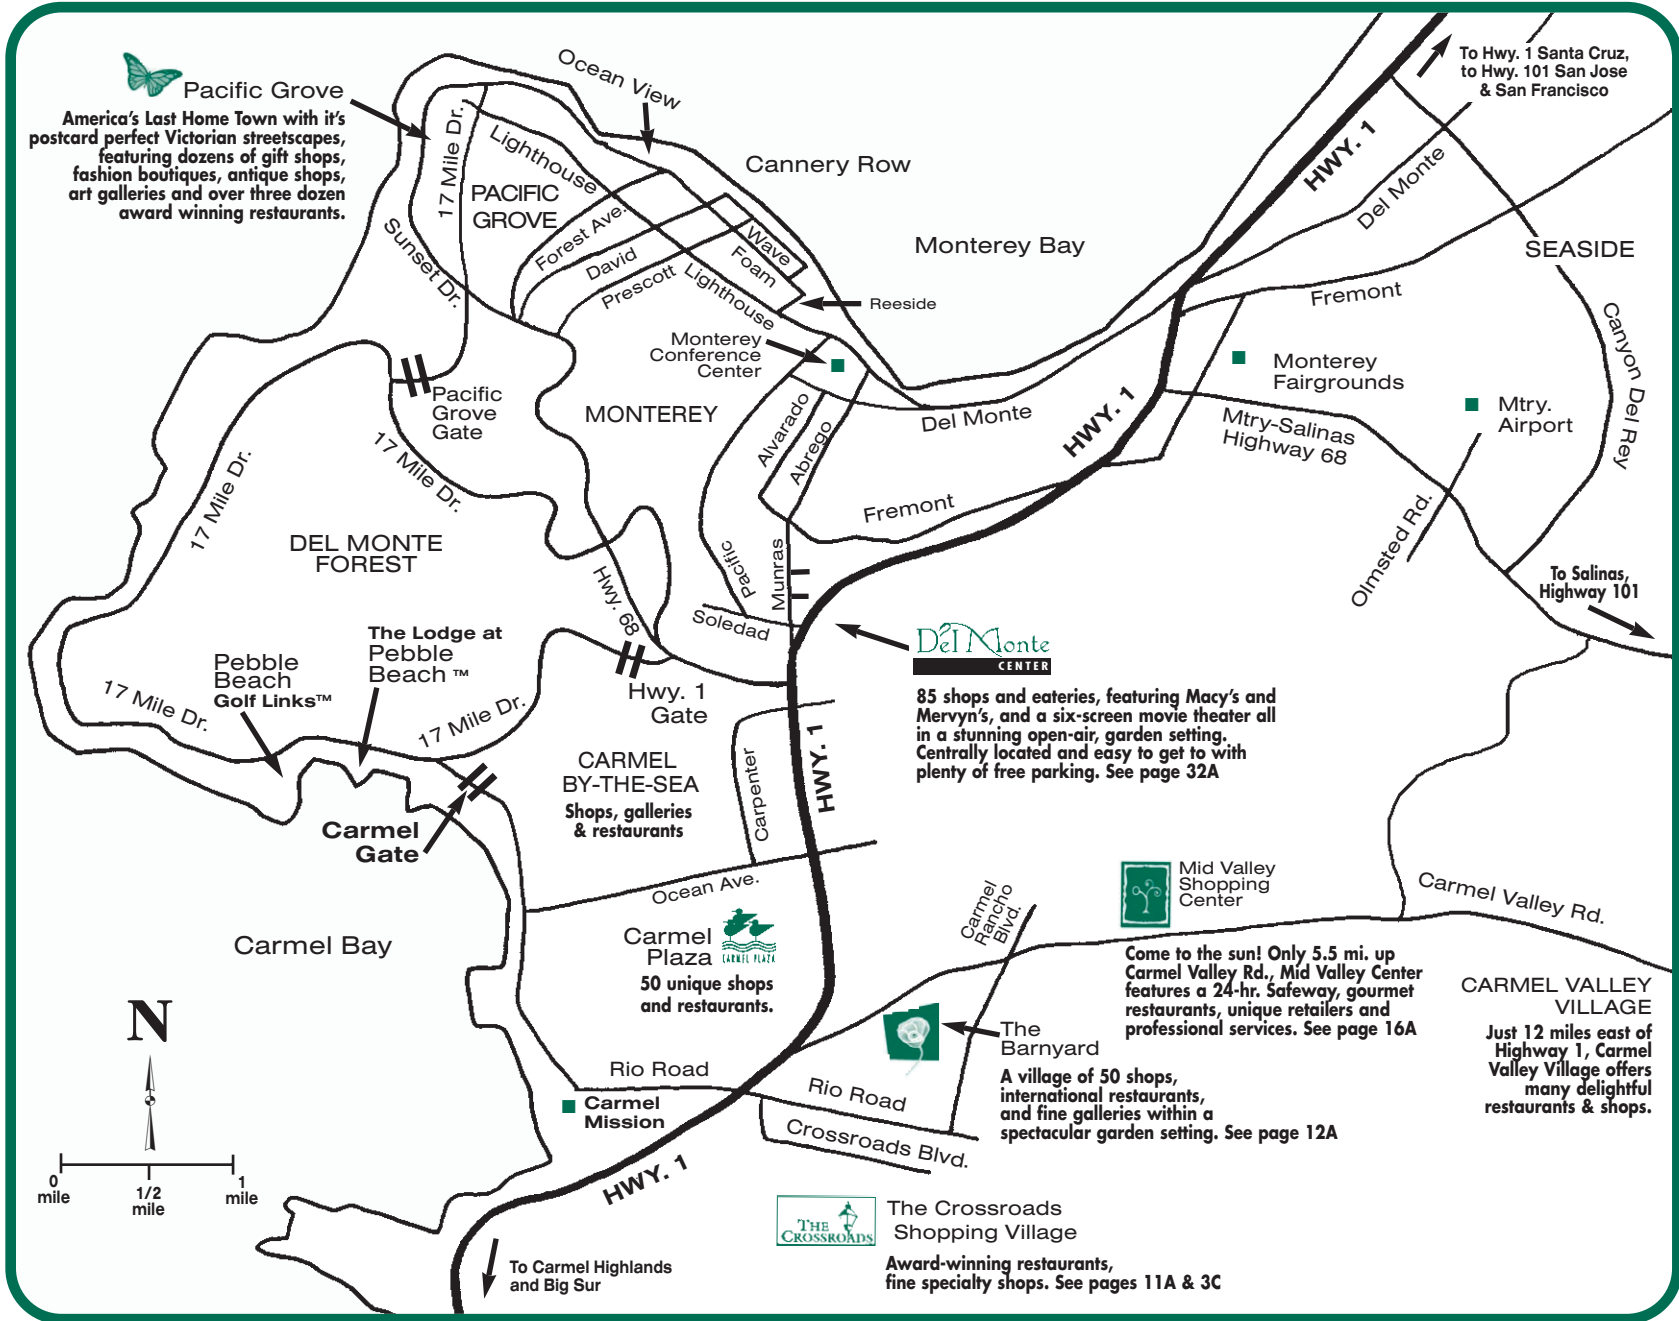 Pacific Grove
America's Last Home Town with it's
postcard perfect Victorian streetscapes,
featuring dozens of gift shops,
fashion boutiques, antique shops,
art galleries and over three dozen
award winning restaurants.
Ocean View
Cannery Row
Monterey Bay
To Hwy. 1 Santa Cruz,
to Hwy. 101 San Jose
& San Francisco
HWY. 1
Del Monte
SEASIDE
17 Mile Dr.
Lighthouse
PACIFIC
GROVE
Forest Ave.
Sunset Dr.
David
Prescott
Wave
Foam
Lighthouse
Reeside
Fremont
Canyon Del Rey
Monterey
Conference
Center
Monterey
Fairgrounds
Mtry.
Airport
Pacific
Grove
Gate
MONTEREY
Alvarado
Abrego
Del Monte
HWY. 1
Mtry-Salinas
Highway 68
17 Mile Dr.
17 Mile Dr.
Fremont
Olmsted Rd.
DEL MONTE
FOREST
Hwy. 68
Pacific
Munras
Soledad
To Salinas,
Highway 101
Del Monte
CENTER
85 shops and eateries, featuring Macy's and
Mervyn's, and a six-screen movie theater all
in a stunning open-air, garden setting.
Centrally located and easy to get to with
plenty of free parking. See page 32A
The Lodge at
Pebble
Beach ™
Pebble
Beach
Golf Links™
17 Mile Dr.
17 Mile Dr.
Hwy. 1
Gate
CARMEL
BY-THE-SEA
Shops, galleries
& restaurants
Carpenter
HWY. 1
Carmel
Gate
Ocean Ave.
Carmel
Plaza
CARMEL PLAZA
50 unique shops
and restaurants.
Carmel
Rancho
Blvd.
Mid Valley
Shopping
Center
Carmel Valley Rd.
Come to the sun! Only 5.5 mi. up
Carmel Valley Rd., Mid Valley Center
features a 24-hr. Safeway, gourmet
restaurants, unique retailers and
professional services. See page 16A
CARMEL VALLEY
VILLAGE
Just 12 miles east of
Highway 1, Carmel
Valley Village offers
many delightful
restaurants & shops.
Carmel Bay
N
0
mile
1/2
mile
1
mile
Rio Road
Carmel
Mission
The
Barnyard
A village of 50 shops,
international restaurants,
and fine galleries within a
spectacular garden setting. See page 12A
Rio Road
Crossroads Blvd.
HWY. 1
THE
CROSSROADS
The Crossroads
Shopping Village
Award-winning restaurants,
fine specialty shops. See pages 11A & 3C
To Carmel Highlands
and Big Sur